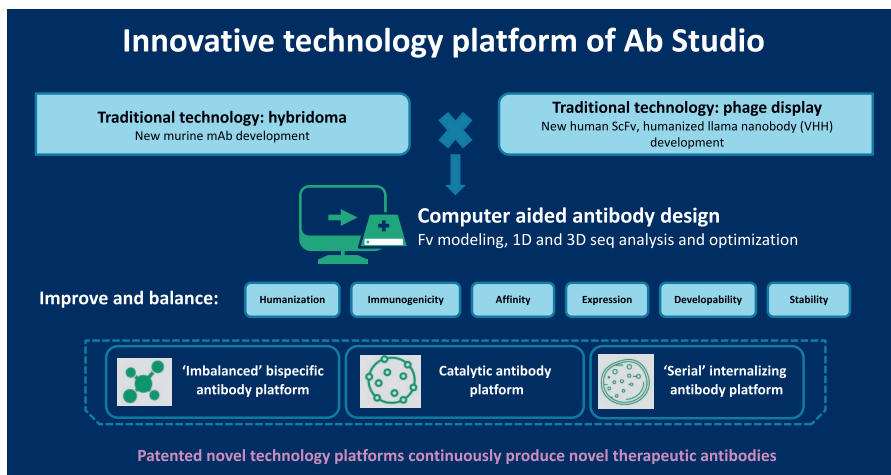 Innovative technology platform of Ab Studio
Traditional technology: hybridoma
New murine mAb development
Traditional technology: phage display
New human ScFv, humanized llama nanobody (VHH)
development
Computer aided antibody design
Fv modeling, 1D and 3D seq analysis and optimization
Improve and balance:
Humanization
Immunogenicity
Affinity
Expression
Developability
Stability
‘Imbalanced’ bispecific
antibody platform
Catalytic antibody
platform
‘Serial’ internalizing
antibody platform
Patented novel technology platforms continuously produce novel therapeutic antibodies